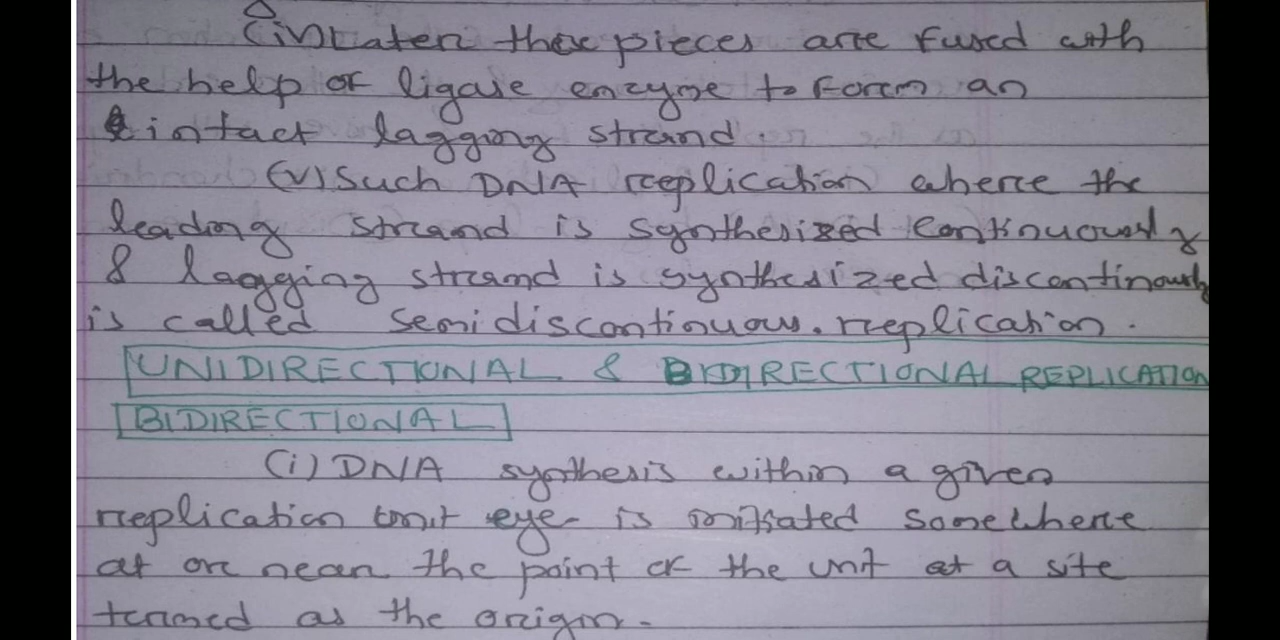 (iv) Later thee pieces are fused with
the help of ligase enzyme to form an
intact lagging strand.
(v) Such DNA replication where the
leading strand is synthesized continuously
& lagging strand is synthesized discontinously
is called semidiscontinuous replication.
UNIDIRECTIONAL & BIDIRECTIONAL REPLICATION
BIDIRECTIONAL
(i) DNA synthesis within a given
replication unit eye is initiated somewhere
at or near the point of the unit at a site
termed as the origin.